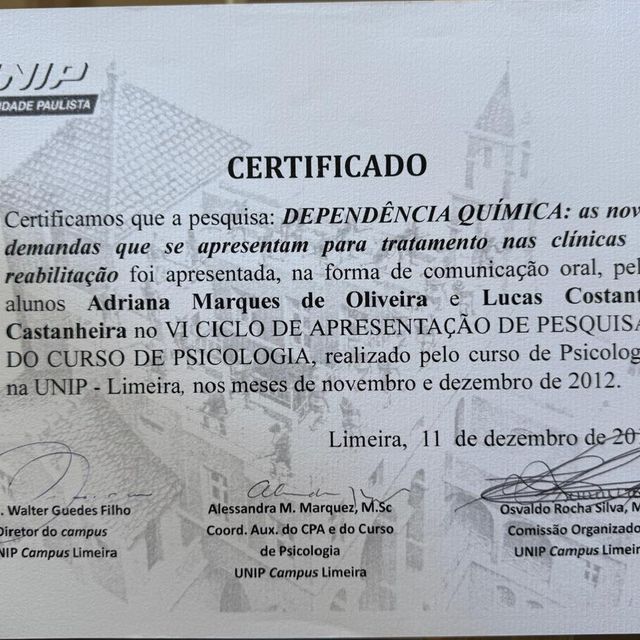 UNIP
IDADE PAULISTA
CERTIFICADO
Certificamos que a pesquisa: DEPENDÊNCIA QUÍMICA: as nov
demandas que se apresentam para tratamento nas clínicas
reabilitação foi apresentada, na forma de comunicação oral, pel
alunos Adriana Marques de Oliveira e Lucas Costant
Castanheira no VI CICLO DE APRESENTAÇÃO DE PESQUISA
DO CURSO DE PSICOLOGIA, realizado pelo curso de Psicolog
na UNIP - Limeira, nos meses de novembro e dezembro de 2012.
Limeira, 11 de dezembro de 201
. Walter Guedes Filho
Diretor do campus
UNIP Campus Limeira
Alessandra M. Marquez, M.Sc
Coord. Aux. do CPA e do Curso
de Psicologia
UNIP Campus Limeira
Osvaldo Rocha Silva, M
Comissão Organizado
UNIP Campus Limei